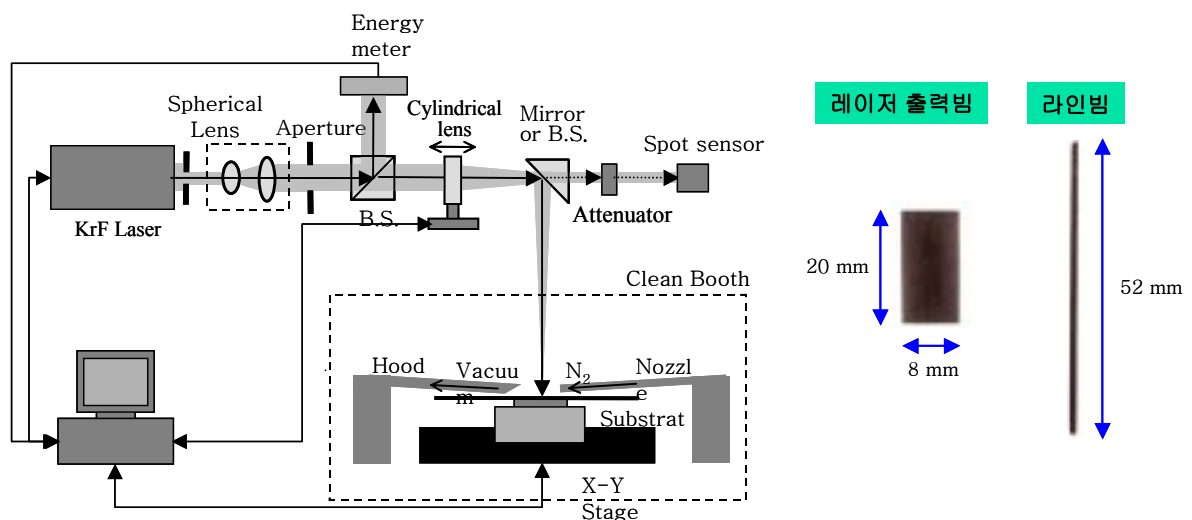 Energy
meter
Spherical
Lens
Aperture
Cylindrical
lens
Mirror
or B.S.
Spot sensor
KrF Laser
B.S.
Attenuator
Clean Booth
Hood
Vacuu
m
N2
Nozzl
e
Substrat
X-Y
Stage
레이저 출력빔
라인빔
20 mm
8 mm
52 mm